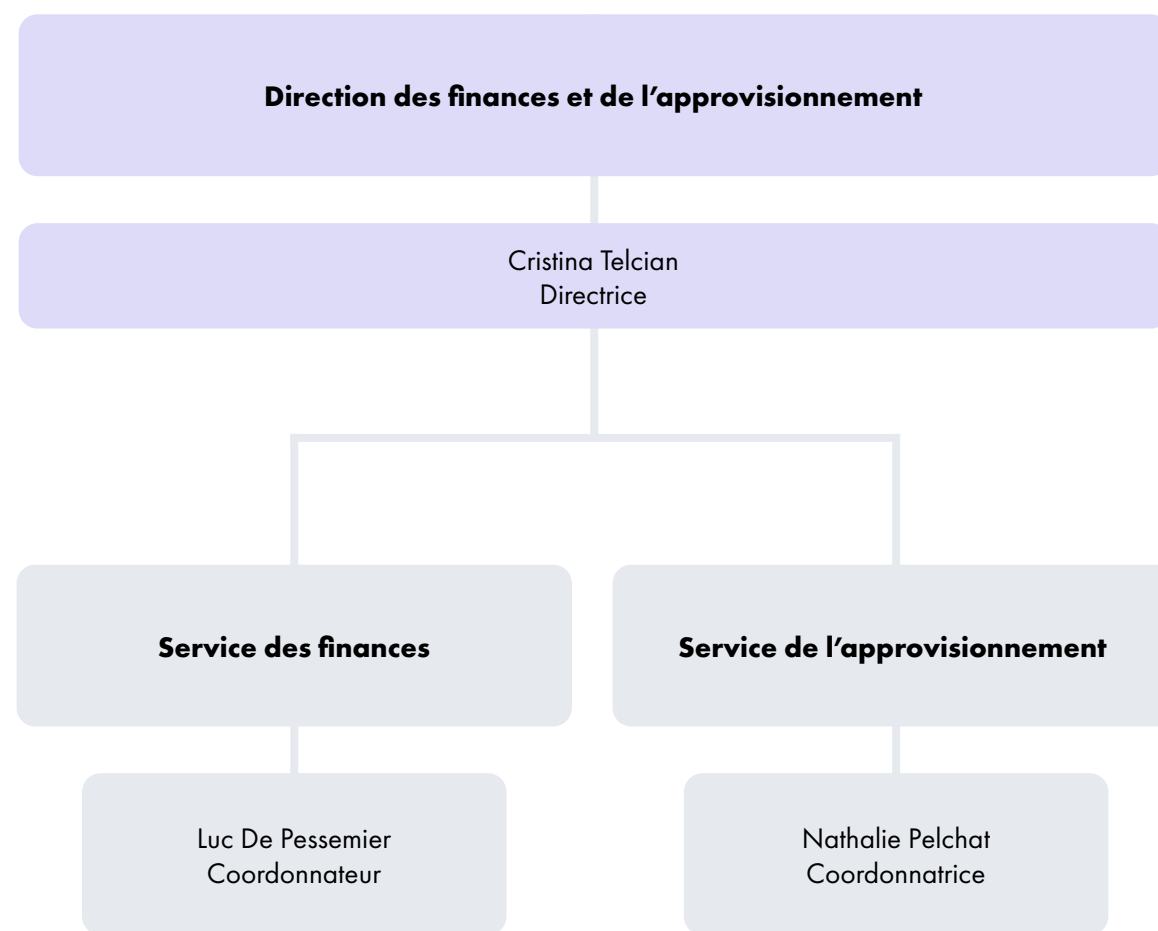 Direction des finances et de l’approvisionnement
Cristina Telcian
Directrice
Service des finances
Service de l’approvisionnement
Luc De Pessemier
Coordonnateur
Nathalie Pelchat
Coordonnatrice